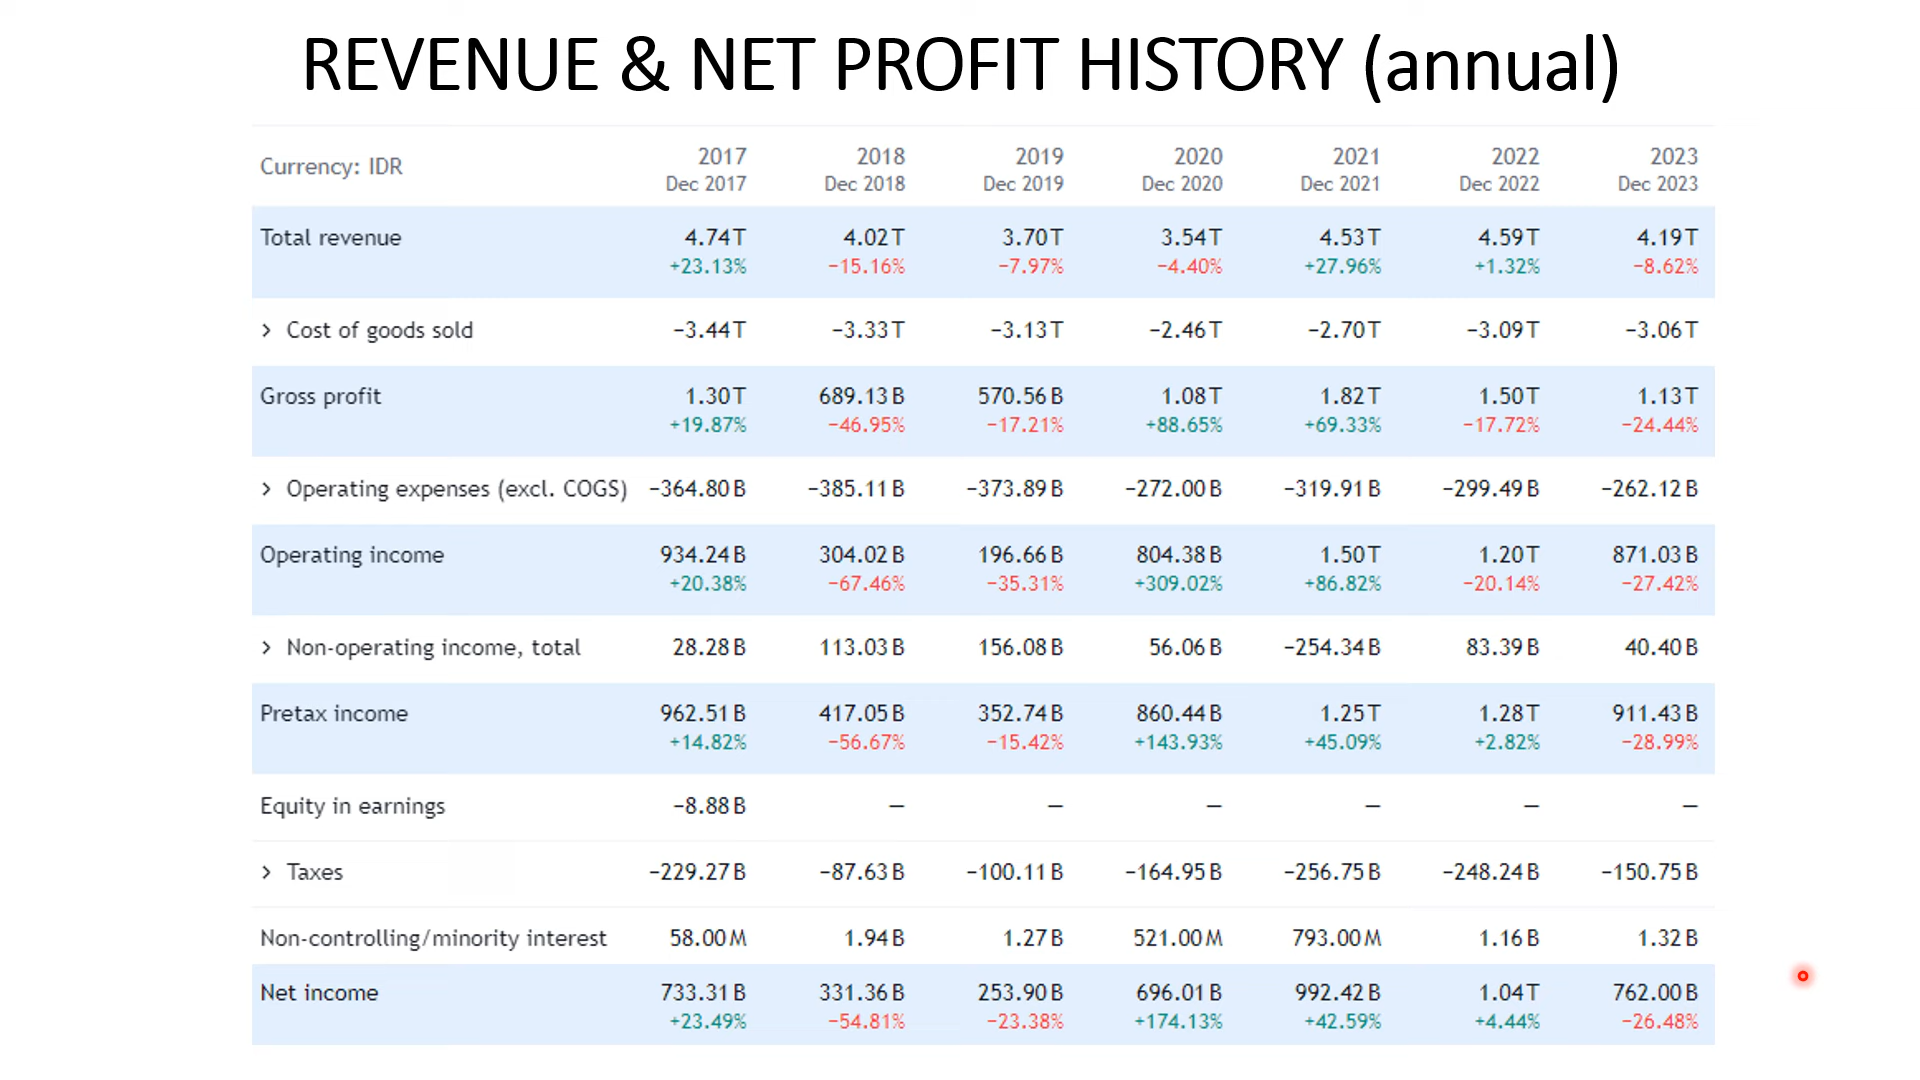 REVENUE & NET PROFIT HISTORY (annual)
Currency: IDR 2017 2018 2019 2020 2021 2022 2023
Dec 2017 Dec 2018 Dec 2019 Dec 2020 Dec 2021 Dec 2022 Dec 2023
Total revenue 4.74T 4.02T 3.70T 3.54T 4.53T 4.59T 4.19T
+23.13% −15.16% −7.97% −4.40% +27.96% +1.32% −8.62%
> Cost of goods sold −3.44T −3.33T −3.13T −2.46T −2.70T −3.09T −3.06T
Gross profit 1.30T 689.13B 570.56B 1.08T 1.82T 1.50T 1.13T
+19.87% −46.95% −17.21% +88.65% +69.33% −17.72% −24.44%
> Operating expenses (excl. COGS) −364.80B −385.11B −373.89B −272.00B −319.91B −299.49B −262.12B
Operating income 934.24B 304.02B 196.66B 804.38B 1.50T 1.20T 871.03B
+20.38% −67.46% −35.31% +309.02% +86.82% −20.14% −27.42%
> Non-operating income, total 28.28B 113.03B 156.08B 56.06B −254.34B 83.39B 40.40B
Pretax income 962.51B 417.05B 352.74B 860.44B 1.25T 1.28T 911.43B
+14.82% −56.67% −15.42% +143.93% +45.09% +2.82% −28.99%
Equity in earnings −8.88B — — — — — —
> Taxes −229.27B −87.63B −100.11B −164.95B −256.75B −248.24B −150.75B
Non-controlling/minority interest 58.00M 1.94B 1.27B 521.00M 793.00M 1.16B 1.32B
Net income 733.31B 331.36B 253.90B 696.01B 992.42B 1.04T 762.00B
+23.49% −54.81% −23.38% +174.13% +42.59% +4.44% −26.48%